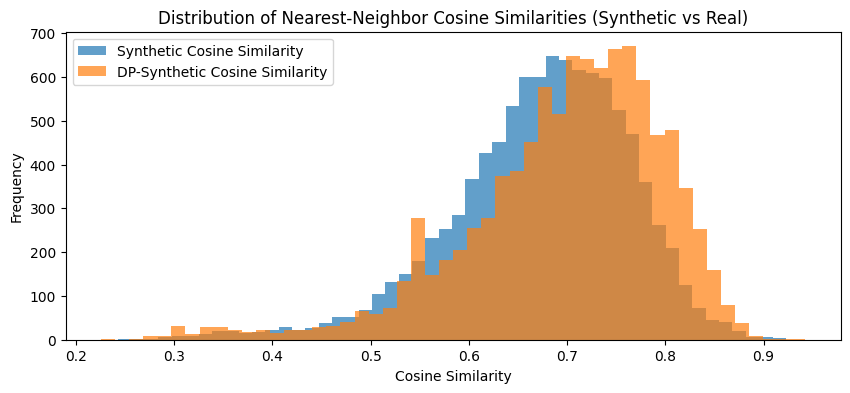 Distribution of Nearest-Neighbor Cosine Similarities (Synthetic vs Real)
Synthetic Cosine Similarity
DP-Synthetic Cosine Similarity
Frequency
700
600
500
400
300
200
100
0
0.2 0.3 0.4 0.5 0.6 0.7 0.8 0.9
Cosine Similarity